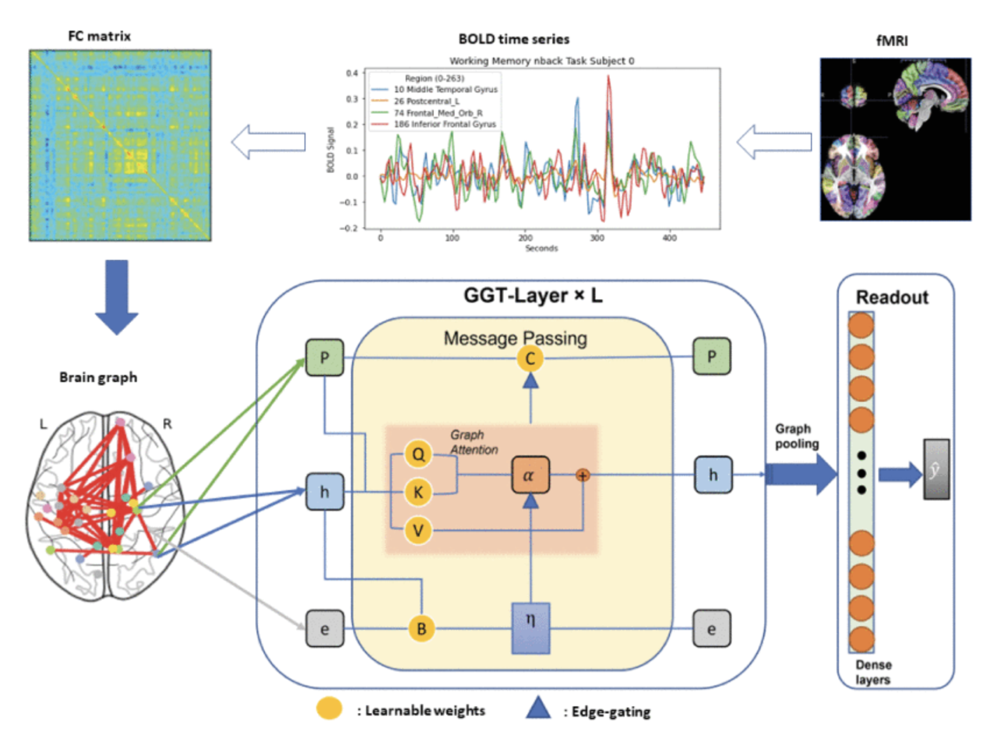 FC matrix
BOLD time series
fMRI
Working Memory nback Task Subject 0
Region (0-263)
10 Middle Temporal Gyrus
26 Postcentral_L
74 Frontal_Med_Orb_R
186 Inferior Frontal Gyrus
BOLD Signal
0.4
0.3
0.2
0.1
0.0
−0.1
−0.2
0 100 200 300 400
Seconds
Brain graph
L R
GGT-Layer × L
Message Passing
P C P
Graph
Attention
Q
K
V
h α + h
e B η e
Graph
pooling
Readout
ŷ
Dense
layers
: Learnable weights
: Edge-gating